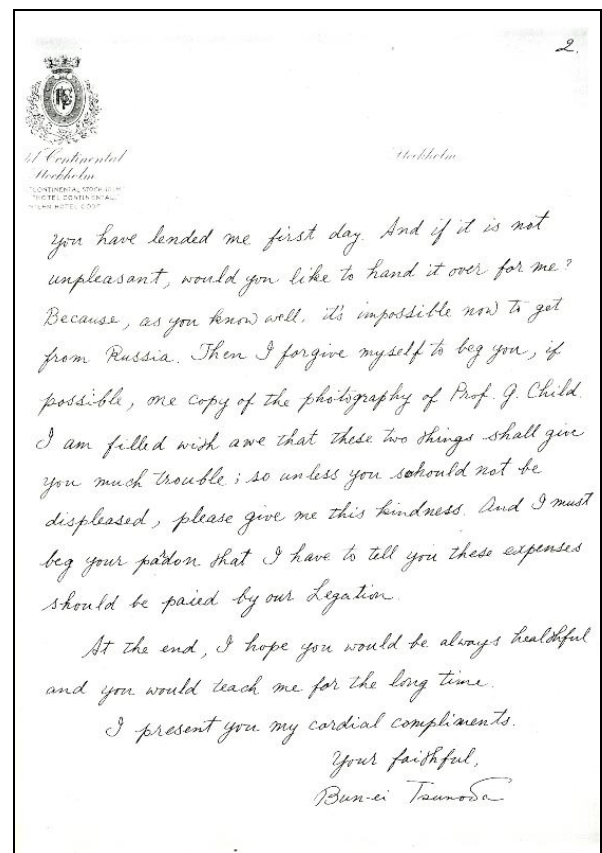 2.
Continental
Stockholm
Stockholm
"HOTEL CONTINENTAL"
you have lended me first day. And if it is not
unpleasant, would you like to hand it over for me?
Because, as you know well, it's impossible now to get
from Russia. Then I forgive myself to beg you, if
possible, one copy of the photography of Prof. G. Child.
I am filled wish awe that these two things shall give
you much trouble; so unless you should not be
displeased, please give me this kindness. And I must
beg your pardon that I have to tell you these expenses
should be paied by our Legation.
At the end, I hope you would be always healthful
and you would teach me for the long time.
I present you my cordial compliments.
Your faithful,
Bun-ei Tsunoda